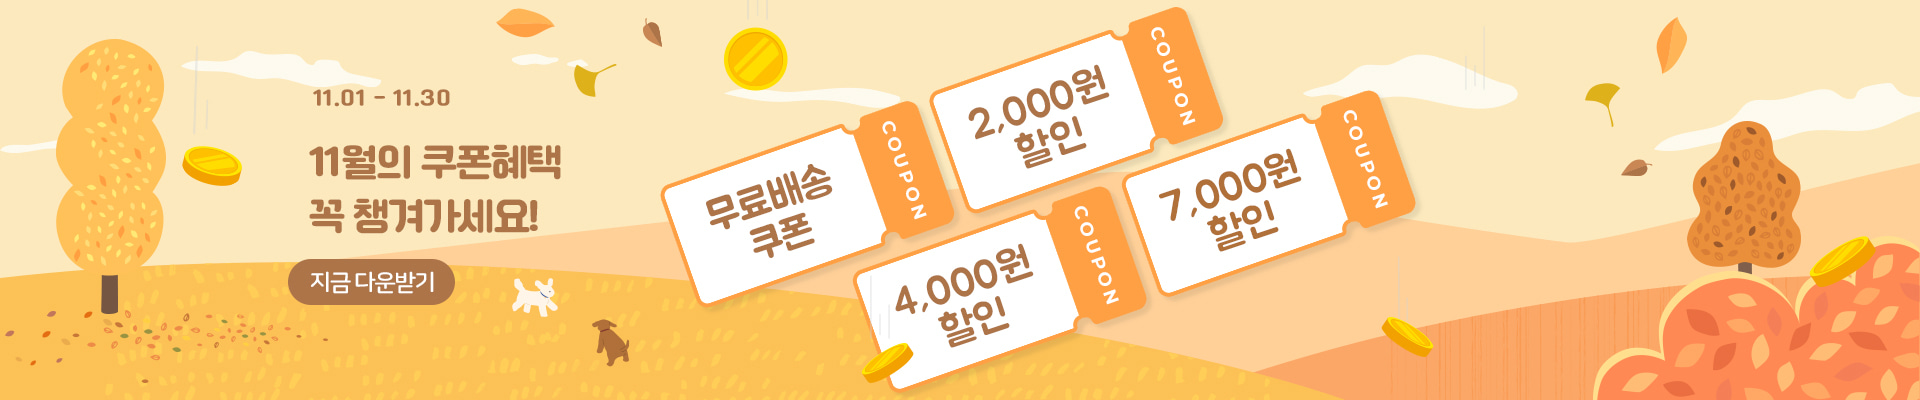 11.01 - 11.30
11월의 쿠폰혜택
꼭 챙겨가세요!
지금 다운받기
무료배송
쿠폰
COUPON
2,000원
할인
COUPON
4,000원
할인
COUPON
7,000원
할인
COUPON